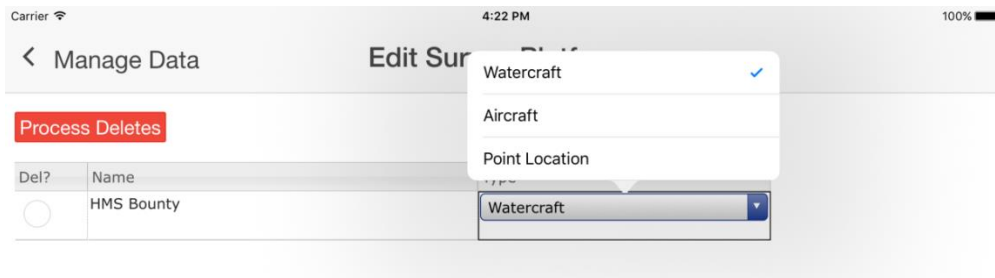 Carrier
4:22 PM
100%
Manage Data
Edit Sur
Watercraft
Aircraft
Point Location
Process Deletes
Del?
Name
Type
HMS Bounty
Watercraft